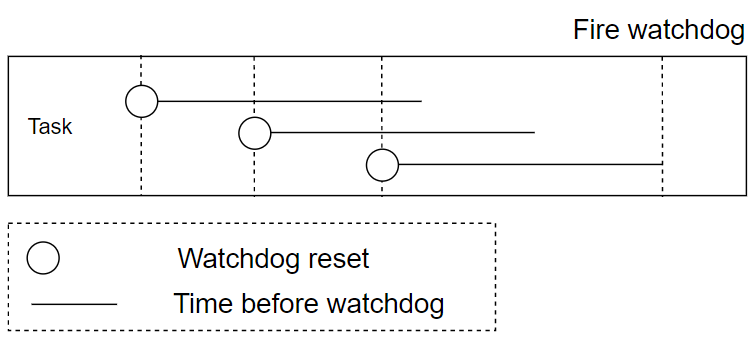 Fire watchdog
Task
Watchdog reset
Time before watchdog